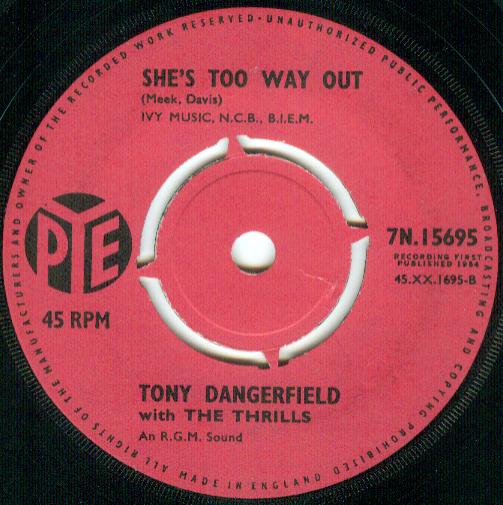 ALL RIGHTS OF THE MANUFACTURERS AND OWNER OF THE RECORDED WORK RESERVED · UNAUTHORIZED PUBLIC PERFORMANCE, BROADCASTING AND COPYING PROHIBITED
SHE'S TOO WAY OUT
(Meek, Davis)
IVY MUSIC, N.C.B., B.I.E.M.
PYE
7N.15695
RECORDING FIRST
PUBLISHED 1964
45.XX.1695-B
45 RPM
TONY DANGERFIELD
with THE THRILLS
An R.G.M. Sound
MADE IN ENGLAND